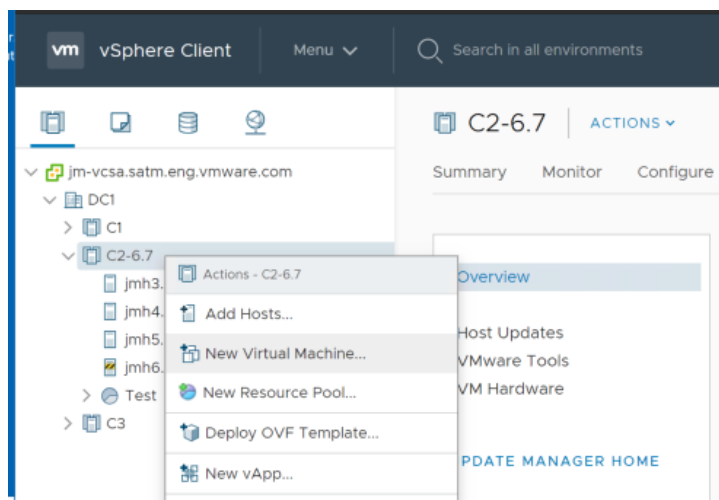 vm vSphere Client Menu Search in all environments
C2-6.7 ACTIONS
jm-vcsa.satm.eng.vmware.com
Summary Monitor Configure
DC1
C1
C2-6.7
jmh3.
jmh4.
jmh5.
jmh6.
Test
C3
Actions - C2-6.7
Add Hosts...
New Virtual Machine...
New Resource Pool...
Deploy OVF Template...
New vApp...
Overview
Host Updates
VMware Tools
VM Hardware
PDATE MANAGER HOME